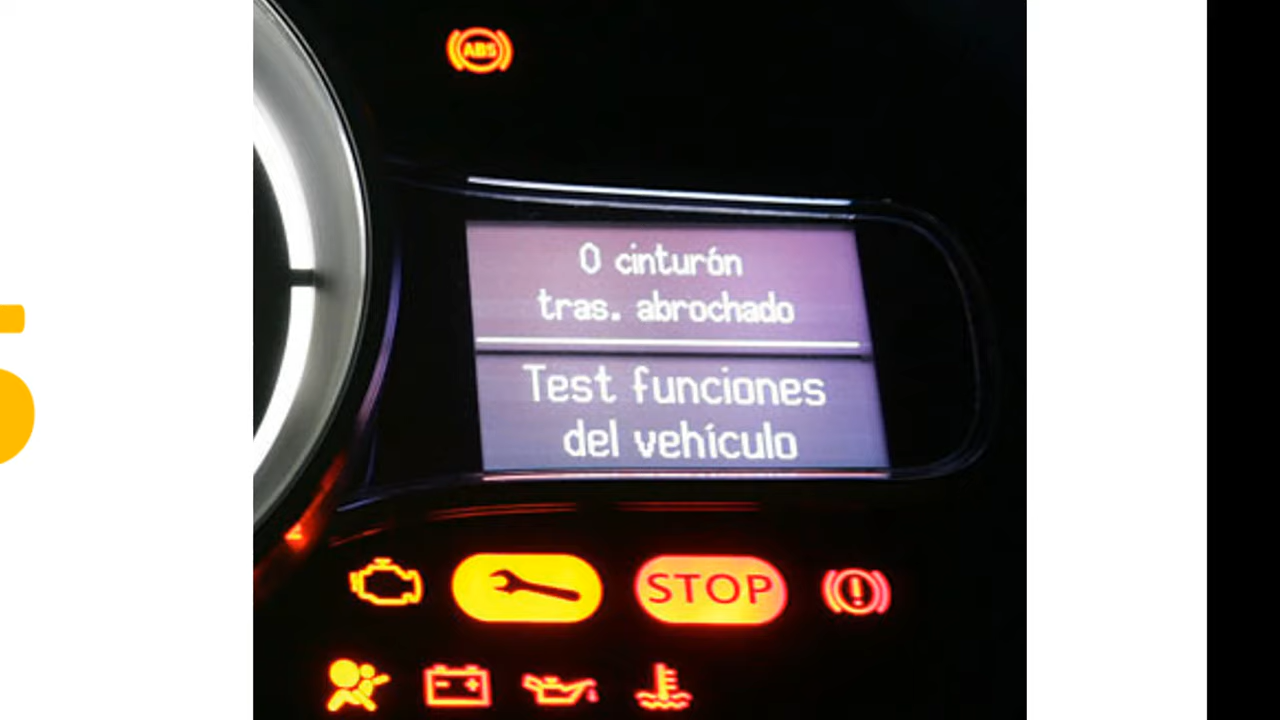 ABS
0 cinturón
tras. abrochado
Test funciones
del vehículo
STOP